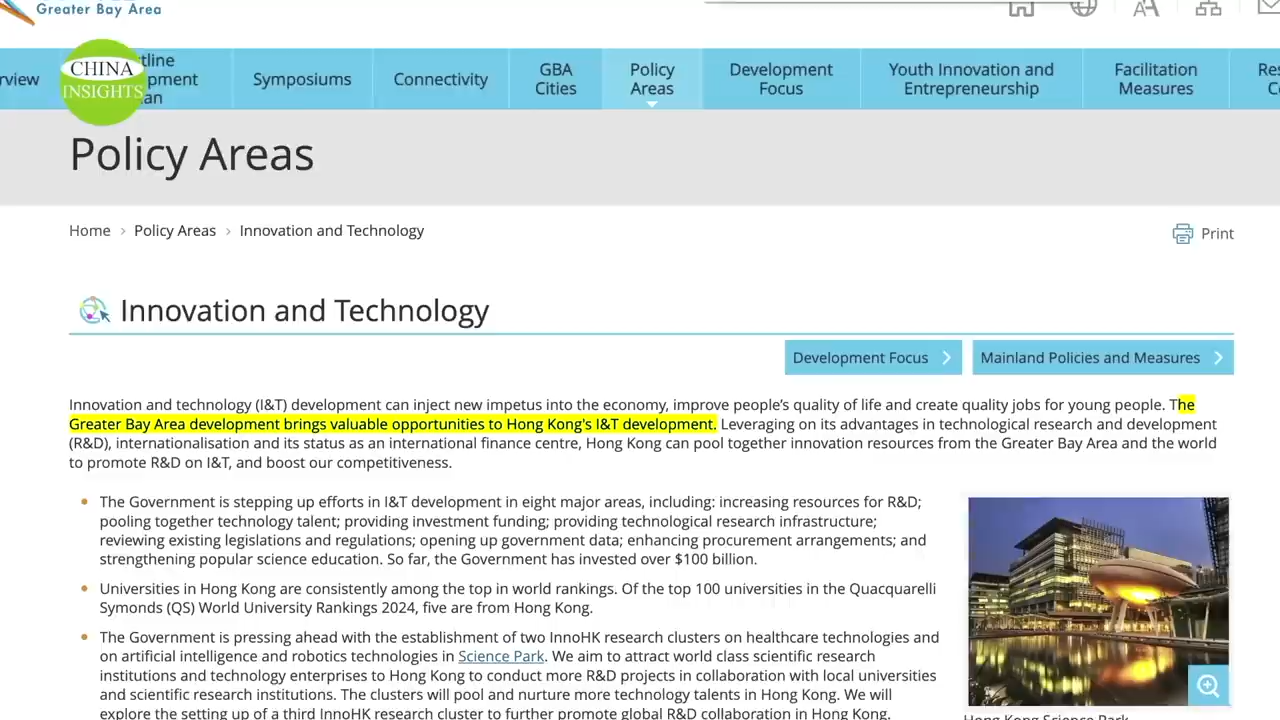 Greater Bay Area
rview
tline
pment
an
CHINA
INSIGHTS
Symposiums
Connectivity
GBA
Cities
Policy
Areas
Development
Focus
Youth Innovation and
Entrepreneurship
Facilitation
Measures
Policy Areas
Home > Policy Areas > Innovation and Technology
Print
Innovation and Technology
Development Focus
Mainland Policies and Measures
Innovation and technology (I&T) development can inject new impetus into the economy, improve people's quality of life and create quality jobs for young people. The
Greater Bay Area development brings valuable opportunities to Hong Kong's I&T development. Leveraging on its advantages in technological research and development
(R&D), internationalisation and its status as an international finance centre, Hong Kong can pool together innovation resources from the Greater Bay Area and the world
to promote R&D on I&T, and boost our competitiveness.
The Government is stepping up efforts in I&T development in eight major areas, including: increasing resources for R&D;
pooling together technology talent; providing investment funding; providing technological research infrastructure;
reviewing existing legislations and regulations; opening up government data; enhancing procurement arrangements; and
strengthening popular science education. So far, the Government has invested over $100 billion.
Universities in Hong Kong are consistently among the top in world rankings. Of the top 100 universities in the Quacquarelli
Symonds (QS) World University Rankings 2024, five are from Hong Kong.
The Government is pressing ahead with the establishment of two InnoHK research clusters on healthcare technologies and
on artificial intelligence and robotics technologies in Science Park. We aim to attract world class scientific research
institutions and technology enterprises to Hong Kong to conduct more R&D projects in collaboration with local universities
and scientific research institutions. The clusters will pool and nurture more technology talents in Hong Kong. We will
explore the setting up of a third InnoHK research cluster to further promote global R&D collaboration in Hong Kong.
Hong Kong Science Park